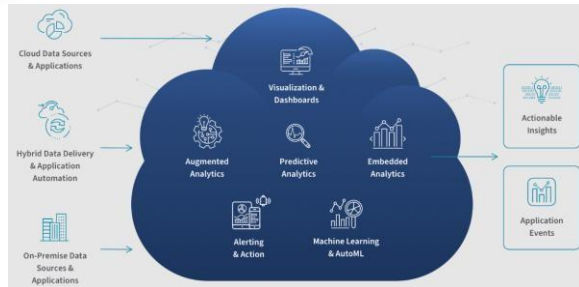 Cloud Data Sources
& Applications
Hybrid Data Delivery
& Application
Automation
On-Premise Data
Sources &
Applications
Visualization &
Dashboards
Augmented
Analytics
Predictive
Analytics
Embedded
Analytics
Alerting
& Action
Machine Learning
& AutoML
Actionable
Insights
Application
Events